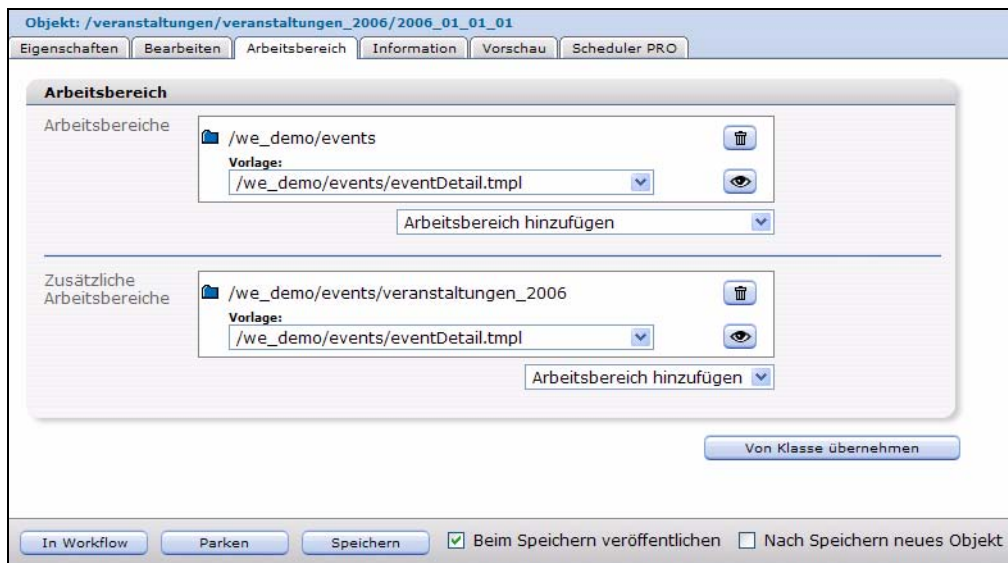 Objekt: /veranstaltungen/veranstaltungen_2006/2006_01_01_01
Eigenschaften Bearbeiten Arbeitsbereich Information Vorschau Scheduler PRO
Arbeitsbereich
Arbeitsbereiche
/we_demo/events
Vorlage:
/we_demo/events/eventDetail.tmpl
Arbeitsbereich hinzufügen
Zusätzliche
Arbeitsbereiche
/we_demo/events/veranstaltungen_2006
Vorlage:
/we_demo/events/eventDetail.tmpl
Arbeitsbereich hinzufügen
Von Klasse übernehmen
In Workflow Parken Speichern Beim Speichern veröffentlichen Nach Speichern neues Objekt